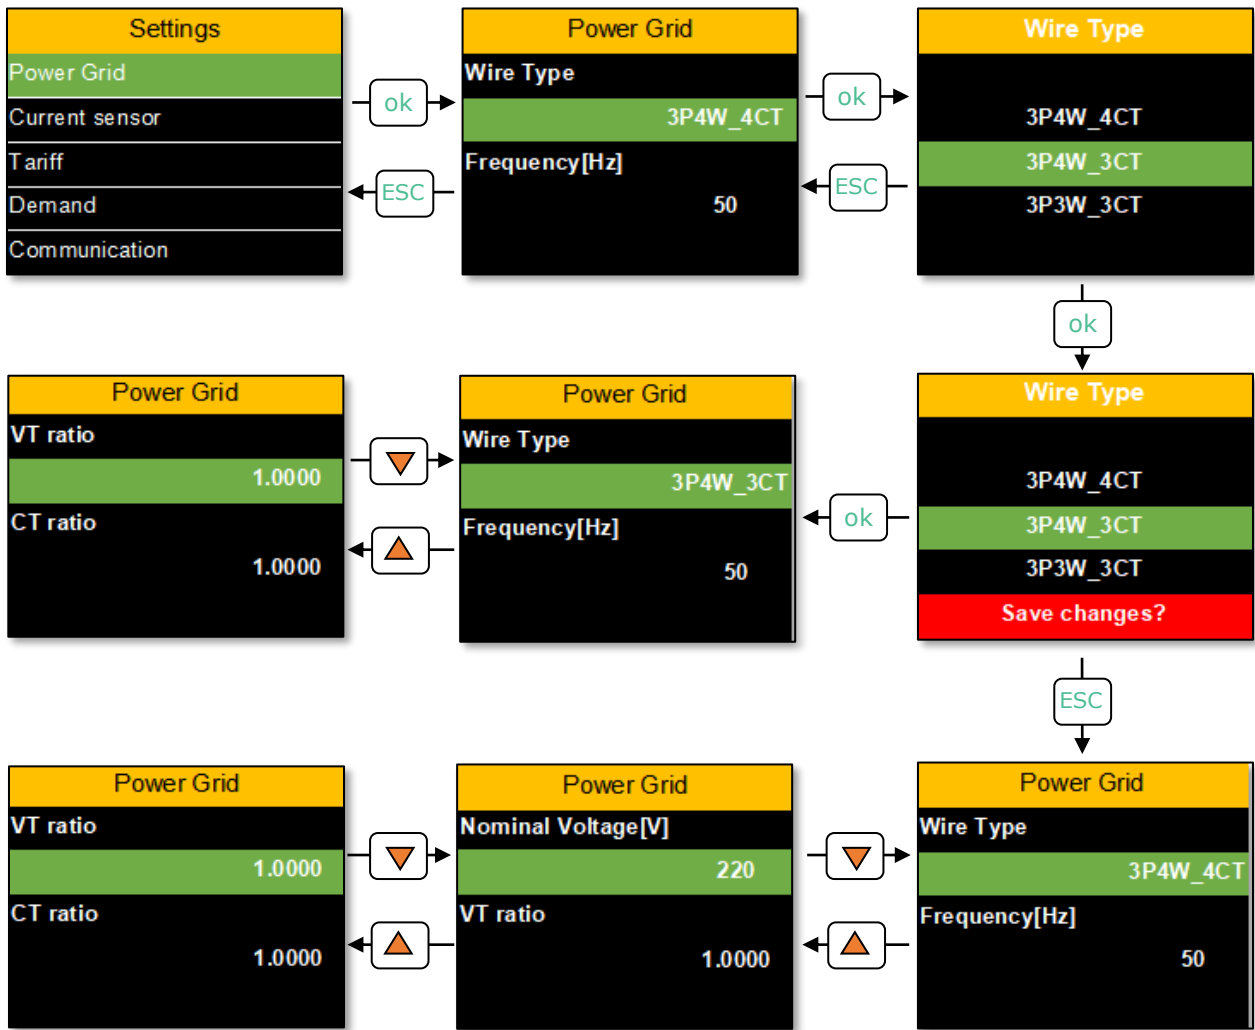 Settings
Power Grid
Current sensor
Tariff
Demand
Communication
ok
ESC
Power Grid
Wire Type
3P4W_4CT
Frequency[Hz]
50
ok
ESC
Wire Type
3P4W_4CT
3P4W_3CT
3P3W_3CT
ok
Wire Type
3P4W_4CT
3P4W_3CT
3P3W_3CT
Save changes?
ok
Power Grid
Wire Type
3P4W_3CT
Frequency[Hz]
50
Power Grid
VT ratio
1.0000
CT ratio
1.0000
ESC
Power Grid
Wire Type
3P4W_4CT
Frequency[Hz]
50
Power Grid
Nominal Voltage[V]
220
VT ratio
1.0000
Power Grid
VT ratio
1.0000
CT ratio
1.0000